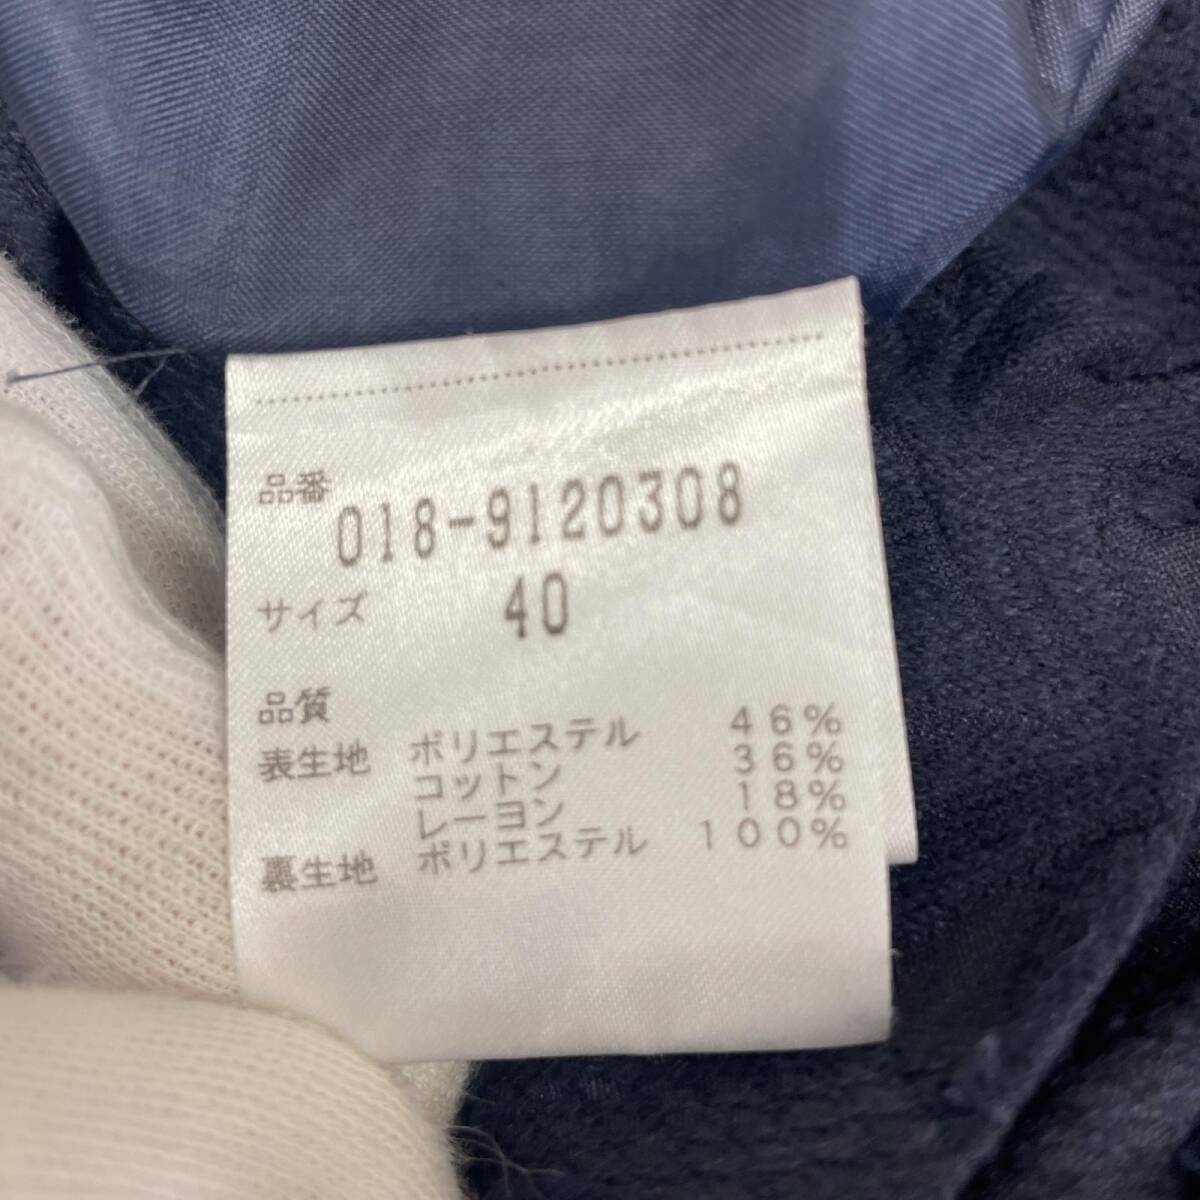 品番
018-9120308
サイズ 40
品質
表生地 ポリエステル 46%
コットン 36%
レーヨン 18%
裏生地 ポリエステル 100%